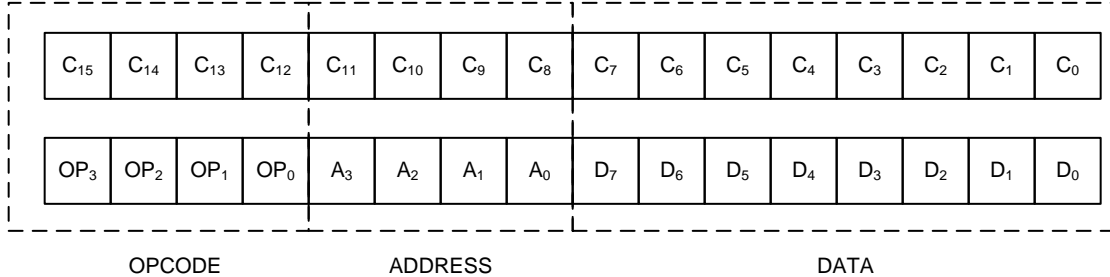 C15 C14 C13 C12 C11 C10 C9 C8 C7 C6 C5 C4 C3 C2 C1 C0
OP3 OP2 OP1 OP0 A3 A2 A1 A0 D7 D6 D5 D4 D3 D2 D1 D0
OPCODE ADDRESS DATA